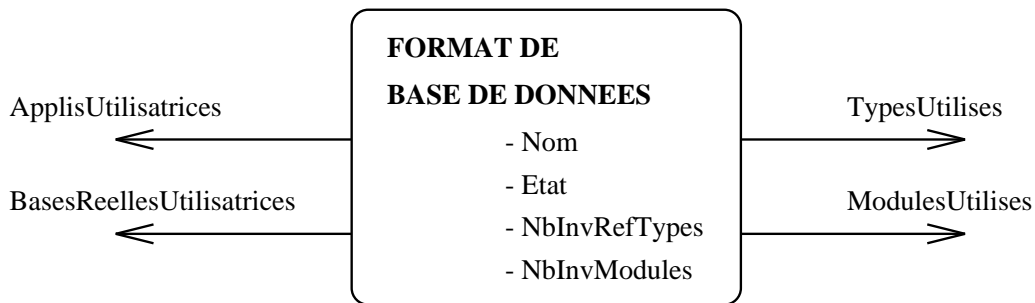 FORMAT DE
BASE DE DONNEES
ApplisUtilisatrices
TypesUtilises
- Nom
- Etat
BasesReellesUtilisatrices
ModulesUtilises
- NbInvRefTypes
- NbInvModules